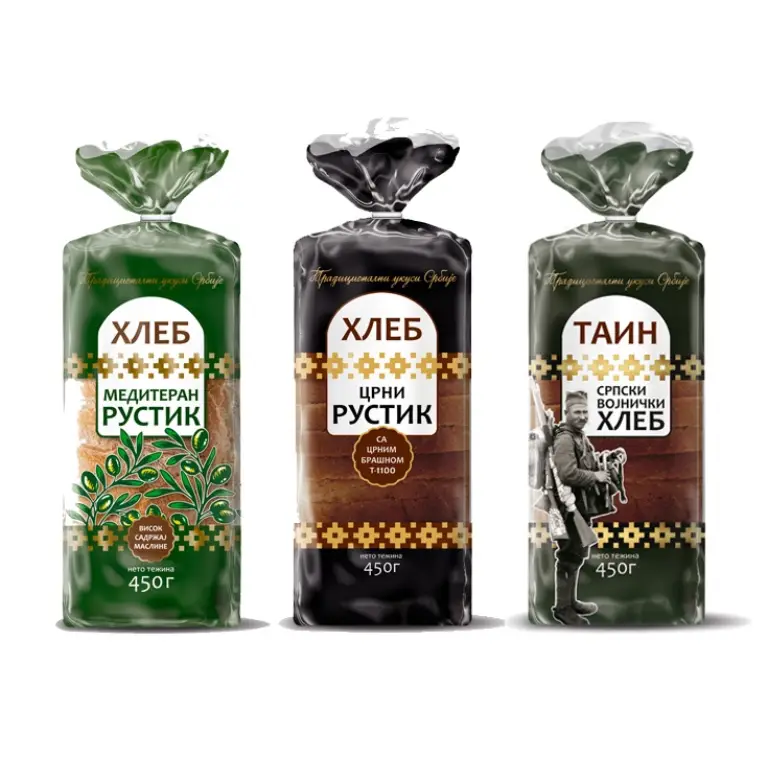 Традиционални укуси Србије
ХЛЕБ
МЕДИТЕРАН
РУСТИК
ВИСОК
САДРЖАЈ
МАСЛИНЕ
нето тежина
450г
Традиционални укуси Србије
ХЛЕБ
ЦРНИ
РУСТИК
СА
ЦРНИМ
БРАШНОМ
Т-1100
нето тежина
450г
Традиционални укуси Србије
ТАИН
СРПСКИ
ВОЈНИЧКИ
ХЛЕБ
нето тежина
450г